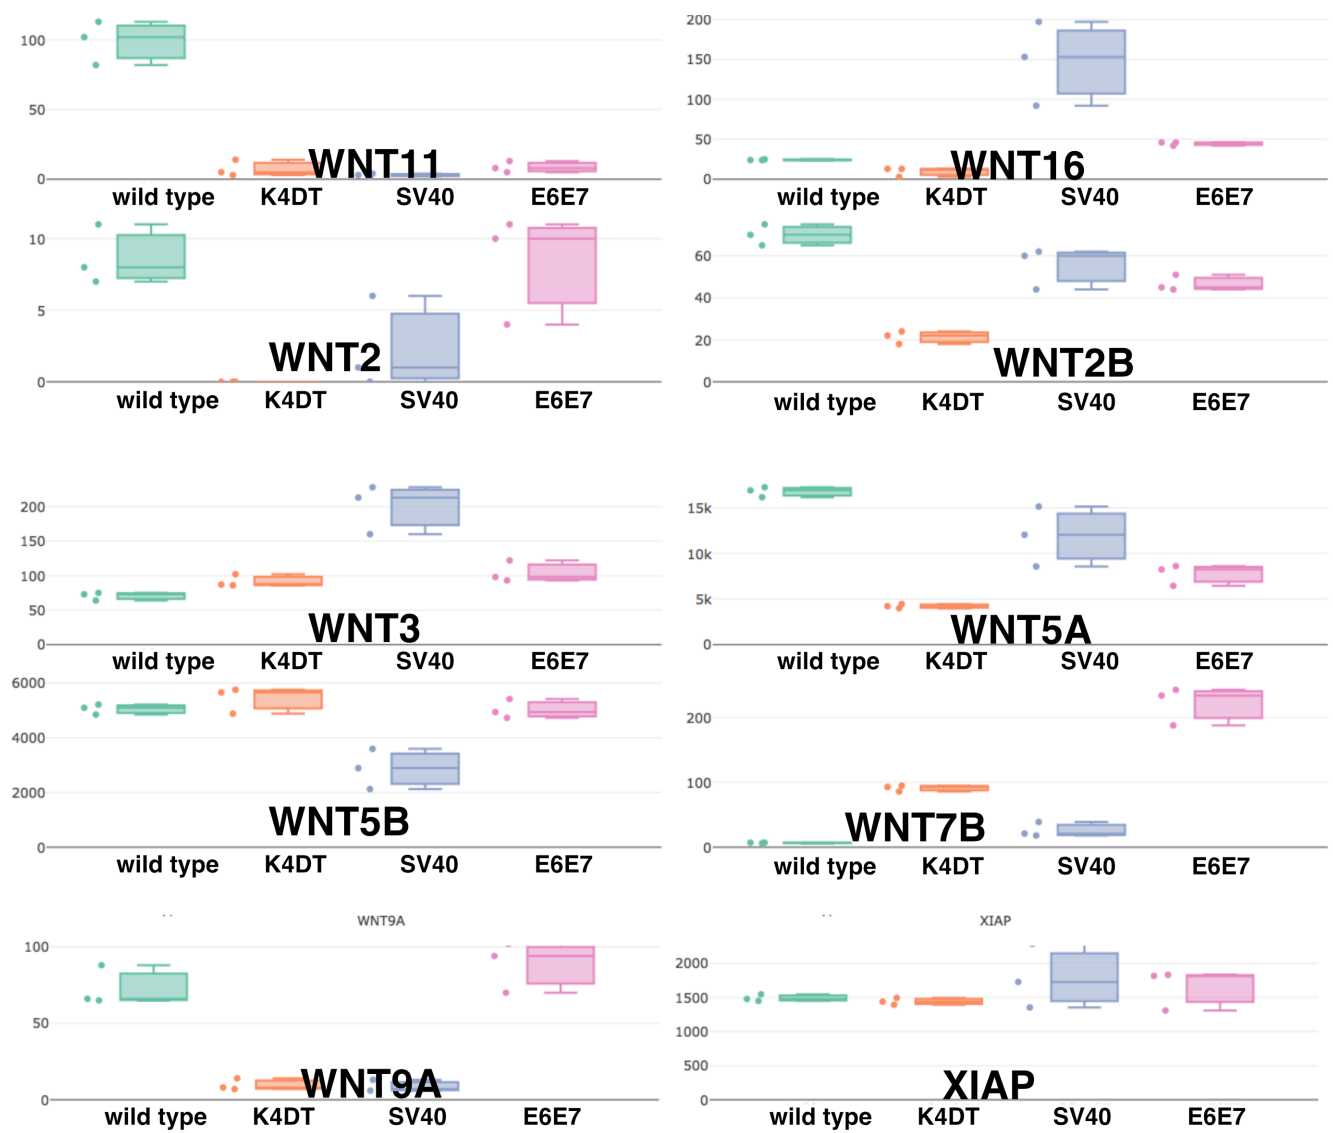 100
50
0
WNT11
wild type K4DT SV40 E6E7
200
150
100
50
0
WNT16
wild type K4DT SV40 E6E7
10
5
0
WNT2
wild type K4DT SV40 E6E7
60
40
20
0
WNT2B
wild type K4DT SV40 E6E7
200
150
100
50
0
WNT3
wild type K4DT SV40 E6E7
15k
10k
5k
0
WNT5A
wild type K4DT SV40 E6E7
6000
4000
2000
0
WNT5B
wild type K4DT SV40 E6E7
200
100
0
WNT7B
wild type K4DT SV40 E6E7
WNT9A
100
50
0
WNT9A
wild type K4DT SV40 E6E7
XIAP
2000
1500
1000
500
0
XIAP
wild type K4DT SV40 E6E7